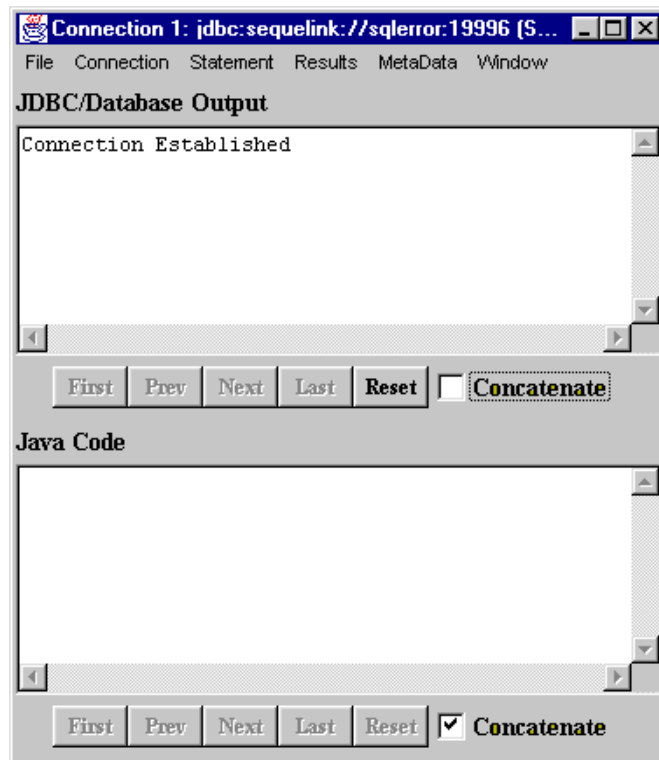 Connection 1: jdbc:sequelink://sqlerror:19996 (S...
File Connection Statement Results MetaData Window
JDBC/Database Output
Connection Established
First Prev Next Last Reset Concatenate
Java Code
First Prev Next Last Reset Concatenate